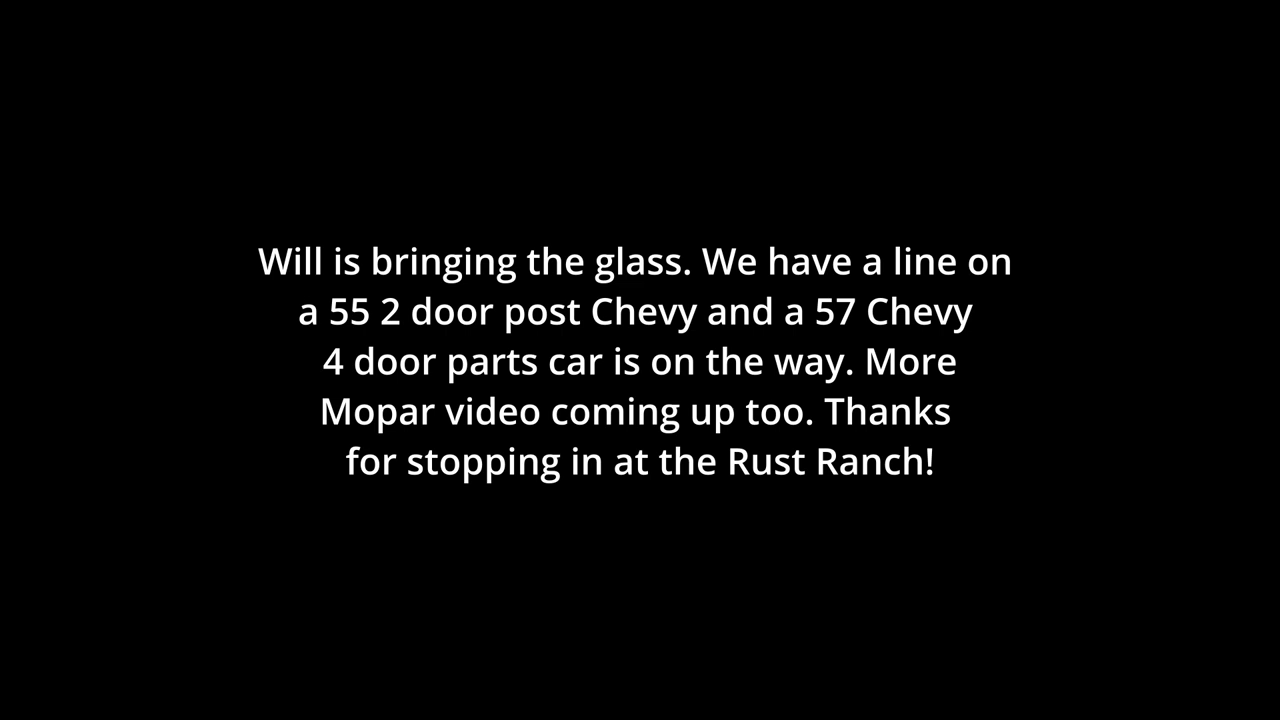 Will is bringing the glass. We have a line on
a 55 2 door post Chevy and a 57 Chevy
4 door parts car is on the way. More
Mopar video coming up too. Thanks
for stopping in at the Rust Ranch!